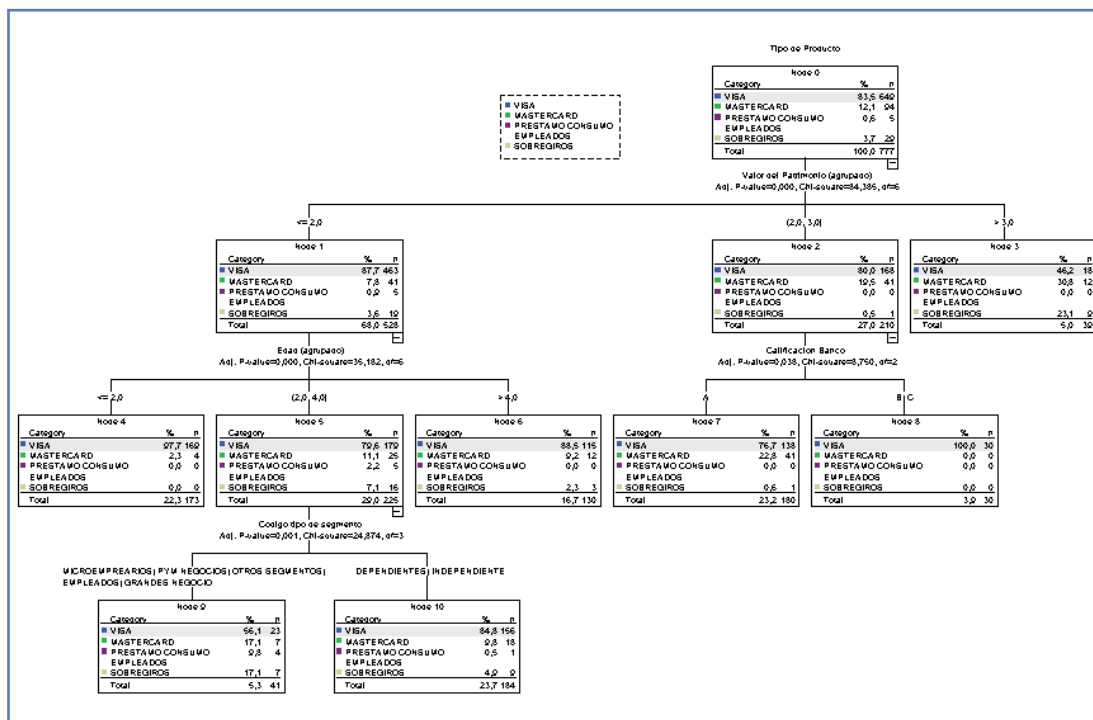 Tipo de Producto
Node 0
Category % n
VISA 83,5 649
MASTERCARD 12,1 94
PRESTAMO CONSUMO EMPLEADOS 0,6 5
SOBREGIROS 3,7 29
Total 100,0 777
VISA
MASTERCARD
PRESTAMO CONSUMO
EMPLEADOS
SOBREGIROS
Valor del Patrimonio (agrupado)
Adj. P-value=0,000, Chi-square=84,386, df=6
<= 2,0
(2,0, 3,0]
> 3,0
Node 1
Category % n
VISA 87,7 463
MASTERCARD 7,8 41
PRESTAMO CONSUMO 0,9 5
EMPLEADOS
SOBREGIROS 3,6 19
Total 68,0 528
Node 2
Category % n
VISA 80,0 168
MASTERCARD 19,5 41
PRESTAMO CONSUMO 0,0 0
EMPLEADOS
SOBREGIROS 0,5 1
Total 27,0 210
Node 3
Category % n
VISA 46,2 18
MASTERCARD 30,8 12
PRESTAMO CONSUMO 0,0 0
EMPLEADOS
SOBREGIROS 23,1 9
Total 5,0 39
Edad (agrupado)
Adj. P-value=0,000, Chi-square=35,182, df=6
Calificacion Banco
Adj. P-value=0,038, Chi-square=8,760, df=2
<= 2,0
(2,0, 4,0]
> 4,0
A
B; C
Node 4
Category % n
VISA 97,7 169
MASTERCARD 2,3 4
PRESTAMO CONSUMO 0,0 0
EMPLEADOS
SOBREGIROS 0,0 0
Total 22,3 173
Node 5
Category % n
VISA 79,6 179
MASTERCARD 11,1 25
PRESTAMO CONSUMO 2,2 5
EMPLEADOS
SOBREGIROS 7,1 16
Total 29,0 225
Node 6
Category % n
VISA 88,5 115
MASTERCARD 9,2 12
PRESTAMO CONSUMO 0,0 0
EMPLEADOS
SOBREGIROS 2,3 3
Total 16,7 130
Node 7
Category % n
VISA 76,7 138
MASTERCARD 22,8 41
PRESTAMO CONSUMO 0,0 0
EMPLEADOS
SOBREGIROS 0,6 1
Total 23,2 180
Node 8
Category % n
VISA 100,0 30
MASTERCARD 0,0 0
PRESTAMO CONSUMO 0,0 0
EMPLEADOS
SOBREGIROS 0,0 0
Total 3,9 30
Codigo tipo de segmento
Adj. P-value=0,001, Chi-square=24,874, df=3
MICROEMPREARIOS; PYM NEGOCIOS; OTROS SEGMENTOS;
EMPLEADOS; GRANDES NEGOCIO
DEPENDIENTES; INDEPENDIENTE
Node 9
Category % n
VISA 56,1 23
MASTERCARD 17,1 7
PRESTAMO CONSUMO 9,8 4
EMPLEADOS
SOBREGIROS 17,1 7
Total 5,3 41
Node 10
Category % n
VISA 84,8 156
MASTERCARD 9,8 18
PRESTAMO CONSUMO 0,5 1
EMPLEADOS
SOBREGIROS 4,9 9
Total 23,7 184